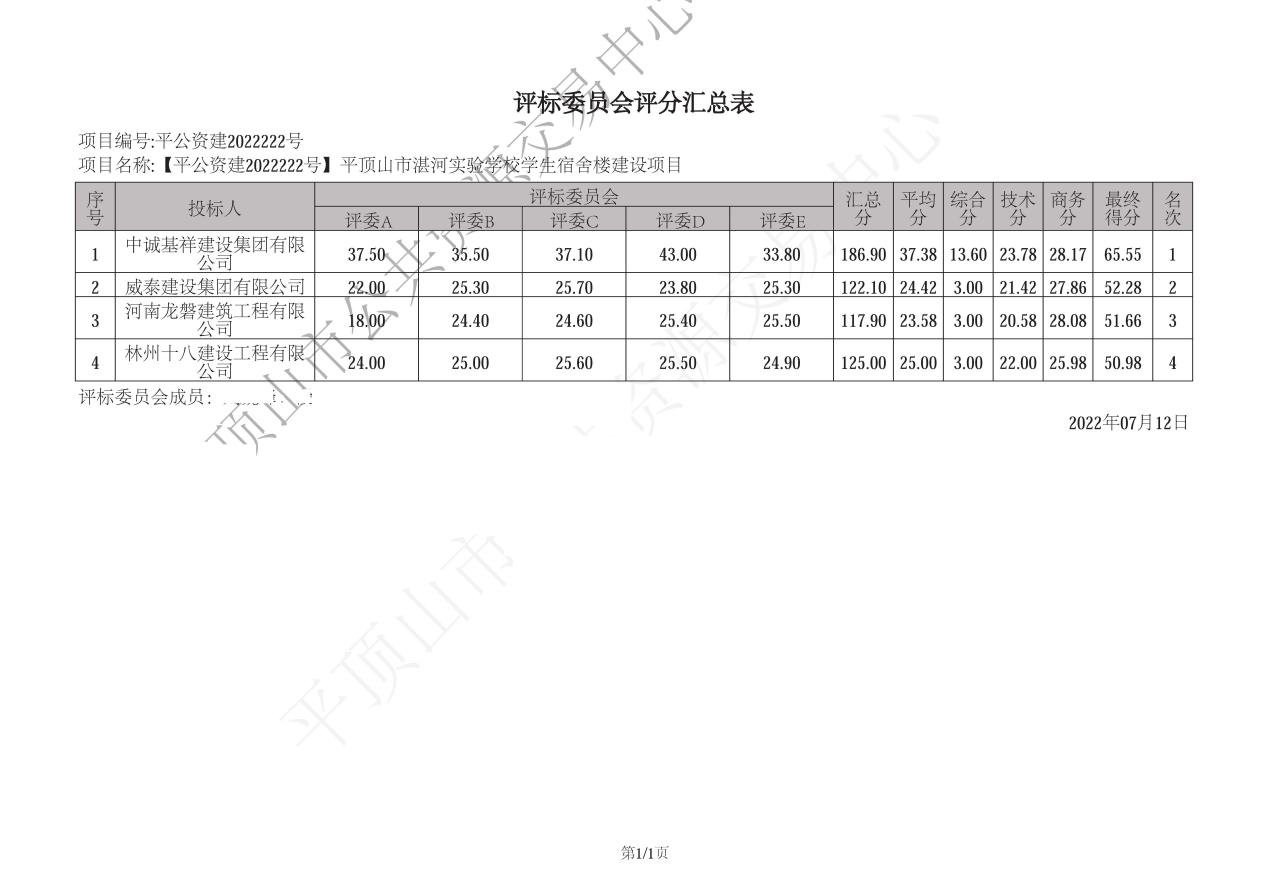 评标委员会评分汇总表
项目编号:平公资建2022222号
项目名称:【平公资建2022222号】平顶山市湛河实验学校学生宿舍楼建设项目
序号 投标人 评标委员会 汇总分 平均分 综合分 技术分 商务分 最终得分 名次
评委A 评委B 评委C 评委D 评委E
1 中诚基祥建设集团有限公司 37.50 35.50 37.10 43.00 33.80 186.90 37.38 13.60 23.78 28.17 65.55 1
2 威泰建设集团有限公司 22.00 25.30 25.70 23.80 25.30 122.10 24.42 3.00 21.42 27.86 52.28 2
3 河南龙磐建筑工程有限公司 18.00 24.40 24.60 25.40 25.50 117.90 23.58 3.00 20.58 28.08 51.66 3
4 林州十八建设工程有限公司 24.00 25.00 25.60 25.50 24.90 125.00 25.00 3.00 22.00 25.98 50.98 4
评标委员会成员:
2022年07月12日
顶山市公共资源交易中心
平顶山市 资源交易中心
第1/1页